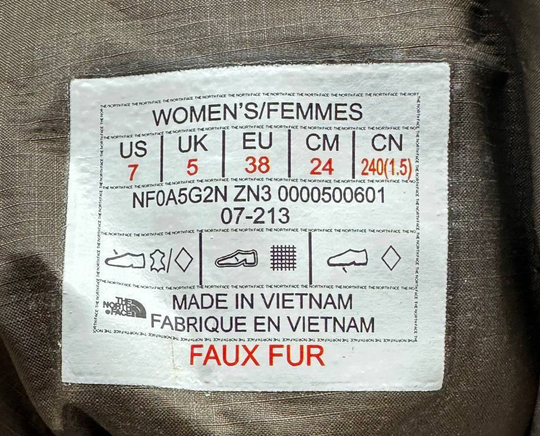 WOMEN'S/FEMMES
US UK EU CM CN
7 5 38 24 240(1.5)
NF0A5G2N ZN3 0000500601
07-213
THE NORTH FACE
MADE IN VIETNAM
FABRIQUE EN VIETNAM
FAUX FUR